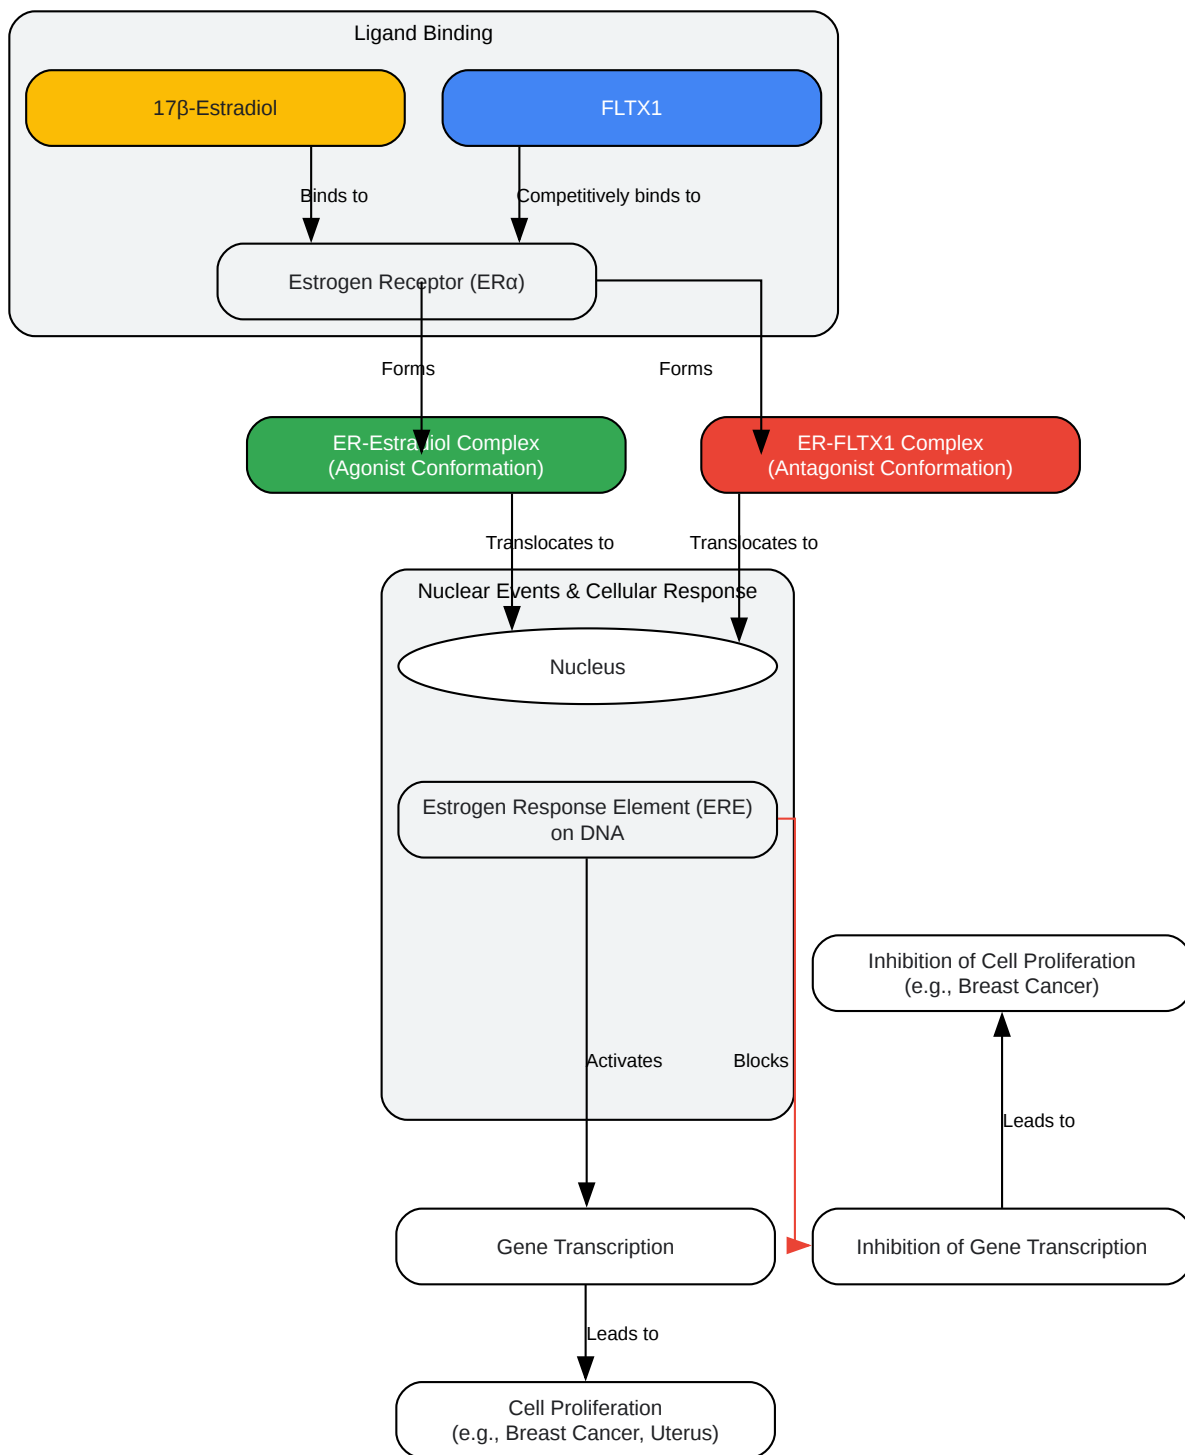 Ligand Binding
17β-Estradiol
FLTX1
Binds to
Competitively binds to
Estrogen Receptor (ERα)
Forms
Forms
ER-Estradiol Complex
(Agonist Conformation)
ER-FLTX1 Complex
(Antagonist Conformation)
Translocates to
Translocates to
Nuclear Events & Cellular Response
Nucleus
Estrogen Response Element (ERE)
on DNA
Inhibition of Cell Proliferation
(e.g., Breast Cancer)
Activates
Blocks
Leads to
Gene Transcription
Inhibition of Gene Transcription
Leads to
Cell Proliferation
(e.g., Breast Cancer, Uterus)